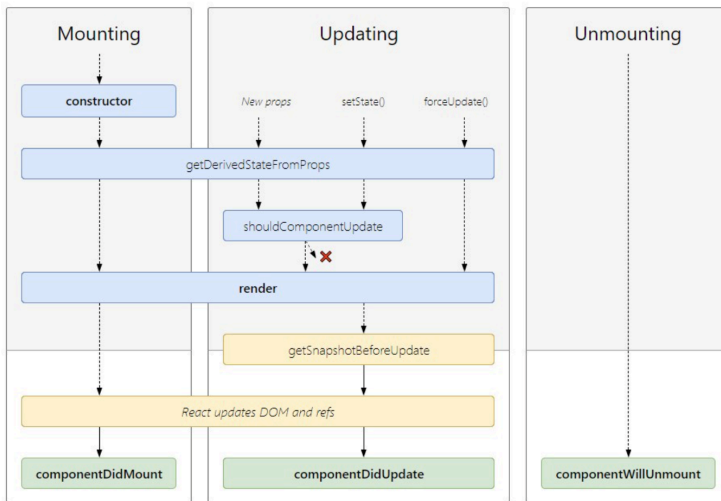 Mounting
Updating
Unmounting
constructor
New props
setState()
forceUpdate()
getDerivedStateFromProps
shouldComponentUpdate
render
getSnapshotBeforeUpdate
React updates DOM and refs
componentDidMount
componentDidUpdate
componentWillUnmount